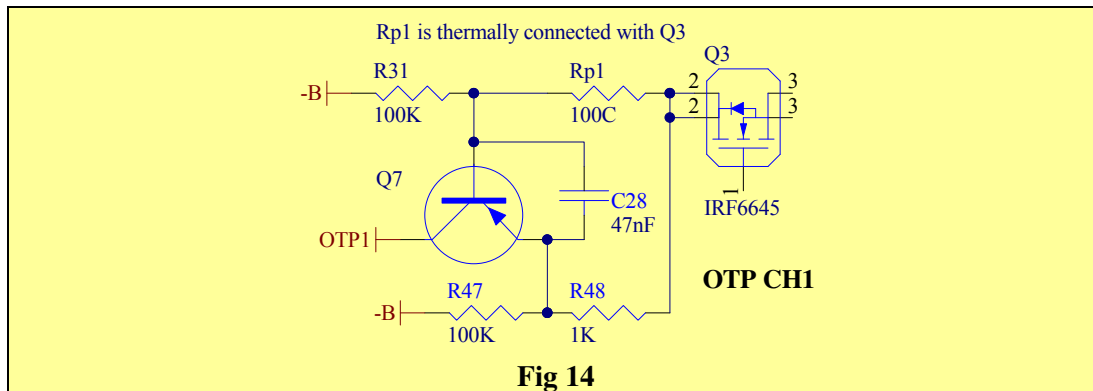 Rp1 is thermally connected with Q3
Q3
R31
Rp1
-B
100K
100C
2
3
2
3
Q7
C28
47nF
1
IRF6645
OTP1
R47
R48
OTP CH1
-B
100K
1K
Fig 14